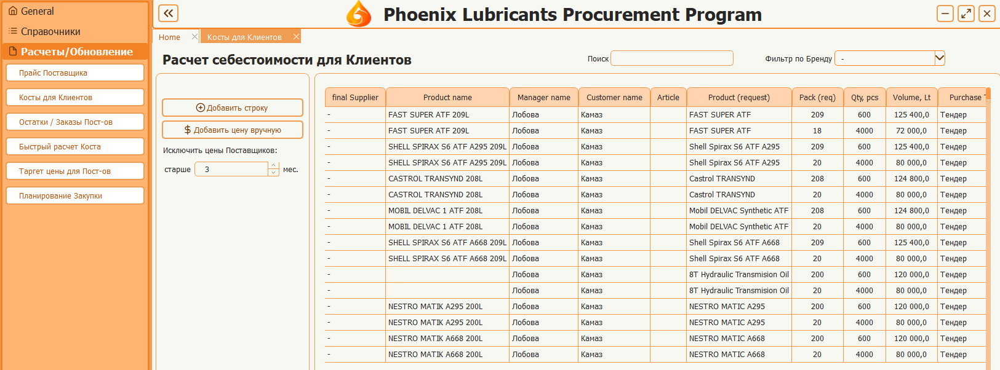 General
Справочники
Расчеты/Обновление
Прайс Поставщика
Косты для Клиентов
Остатки / Заказы Пост-ов
Быстрый расчет Коста
Таргет цены для Пост-ов
Планирование Закупки
Phoenix Lubricants Procurement Program
Home Косты для Клиентов
Расчет себестоимости для Клиентов
Поиск Фильтр по Бренду -
Добавить строку
Добавить цену вручную
Исключить цены Поставщиков:
старше 3 мес.
final Supplier Product name Manager name Customer name Article Product (request) Pack (req) Qty, pcs Volume, Lt Purchase
- FAST SUPER ATF 209L Лобова Камаз FAST SUPER ATF 209 600 125 400,0 Тендер
- FAST SUPER ATF 209L Лобова Камаз FAST SUPER ATF 18 4000 72 000,0 Тендер
- SHELL SPIRAX S6 ATF A295 209L Лобова Камаз Shell Spirax S6 ATF A295 209 600 125 400,0 Тендер
- SHELL SPIRAX S6 ATF A295 209L Лобова Камаз Shell Spirax S6 ATF A295 20 4000 80 000,0 Тендер
- CASTROL TRANSYND 208L Лобова Камаз Castrol TRANSYND 208 600 124 800,0 Тендер
- CASTROL TRANSYND 208L Лобова Камаз Castrol TRANSYND 20 4000 80 000,0 Тендер
- MOBIL DELVAC 1 ATF 208L Лобова Камаз Mobil DELVAC Synthetic ATF 208 600 124 800,0 Тендер
- MOBIL DELVAC 1 ATF 208L Лобова Камаз Mobil DELVAC Synthetic ATF 20 4000 80 000,0 Тендер
- SHELL SPIRAX S6 ATF A668 209L Лобова Камаз Shell Spirax S6 ATF A668 209 600 125 400,0 Тендер
- SHELL SPIRAX S6 ATF A668 209L Лобова Камаз Shell Spirax S6 ATF A668 20 4000 80 000,0 Тендер
- Лобова Камаз 8T Hydraulic Transmision Oil 200 600 120 000,0 Тендер
- Лобова Камаз 8T Hydraulic Transmision Oil 20 4000 80 000,0 Тендер
- NESTRO MATIK A295 200L Лобова Камаз NESTRO MATIC A295 200 600 120 000,0 Тендер
- NESTRO MATIK A295 200L Лобова Камаз NESTRO MATIC A295 20 4000 80 000,0 Тендер
- NESTRO MATIK A668 200L Лобова Камаз NESTRO MATIC A668 200 600 120 000,0 Тендер
- NESTRO MATIK A668 200L Лобова Камаз NESTRO MATIC A668 20 4000 80 000,0 Тендер